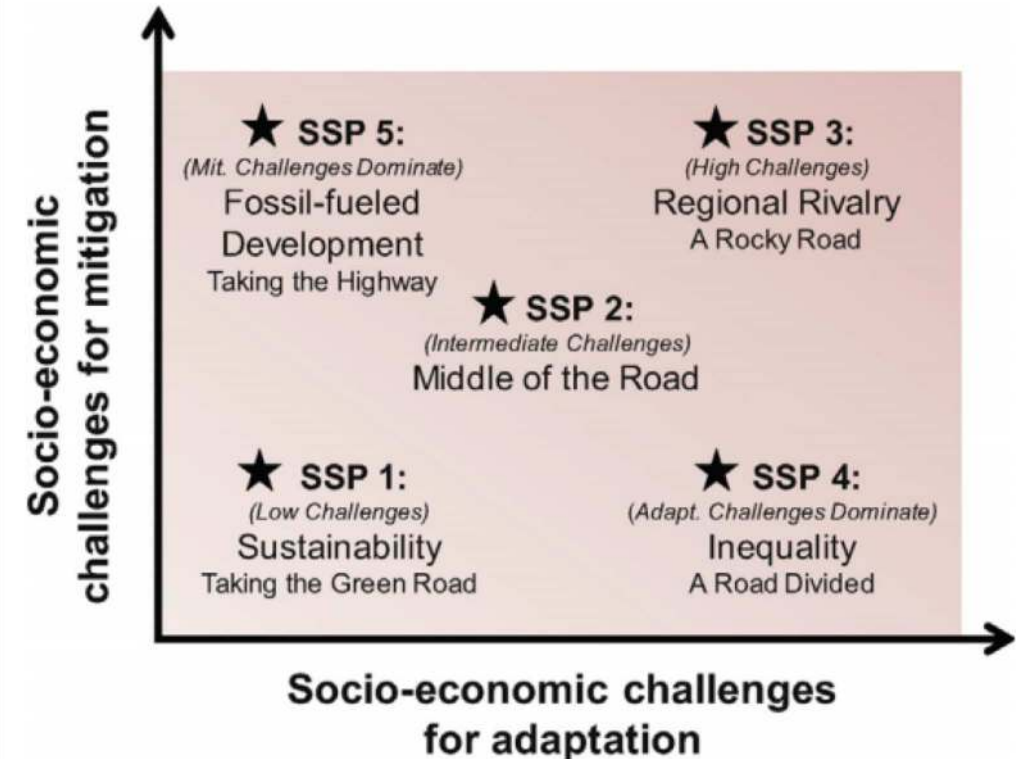 Socio-economic
challenges for mitigation
SSP 5:
(Mit. Challenges Dominate)
Fossil-fueled
Development
Taking the Highway
SSP 3:
(High Challenges)
Regional Rivalry
A Rocky Road
SSP 2:
(Intermediate Challenges)
Middle of the Road
SSP 1:
(Low Challenges)
Sustainability
Taking the Green Road
SSP 4:
(Adapt. Challenges Dominate)
Inequality
A Road Divided
Socio-economic challenges
for adaptation